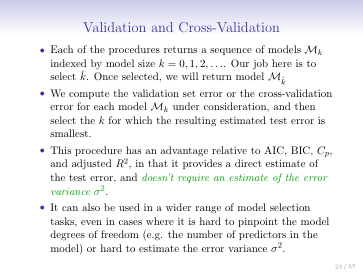 Validation and Cross-Validation
• Each of the procedures returns a sequence of models M_k
indexed by model size k = 0, 1, 2, . . .. Our job here is to
select k̂. Once selected, we will return model M_k̂
• We compute the validation set error or the cross-validation
error for each model M_k under consideration, and then
select the k for which the resulting estimated test error is
smallest.
• This procedure has an advantage relative to AIC, BIC, C_p,
and adjusted R², in that it provides a direct estimate of
the test error, and doesn't require an estimate of the error
variance σ².
• It can also be used in a wider range of model selection
tasks, even in cases where it is hard to pinpoint the model
degrees of freedom (e.g. the number of predictors in the
model) or hard to estimate the error variance σ².
23 / 57